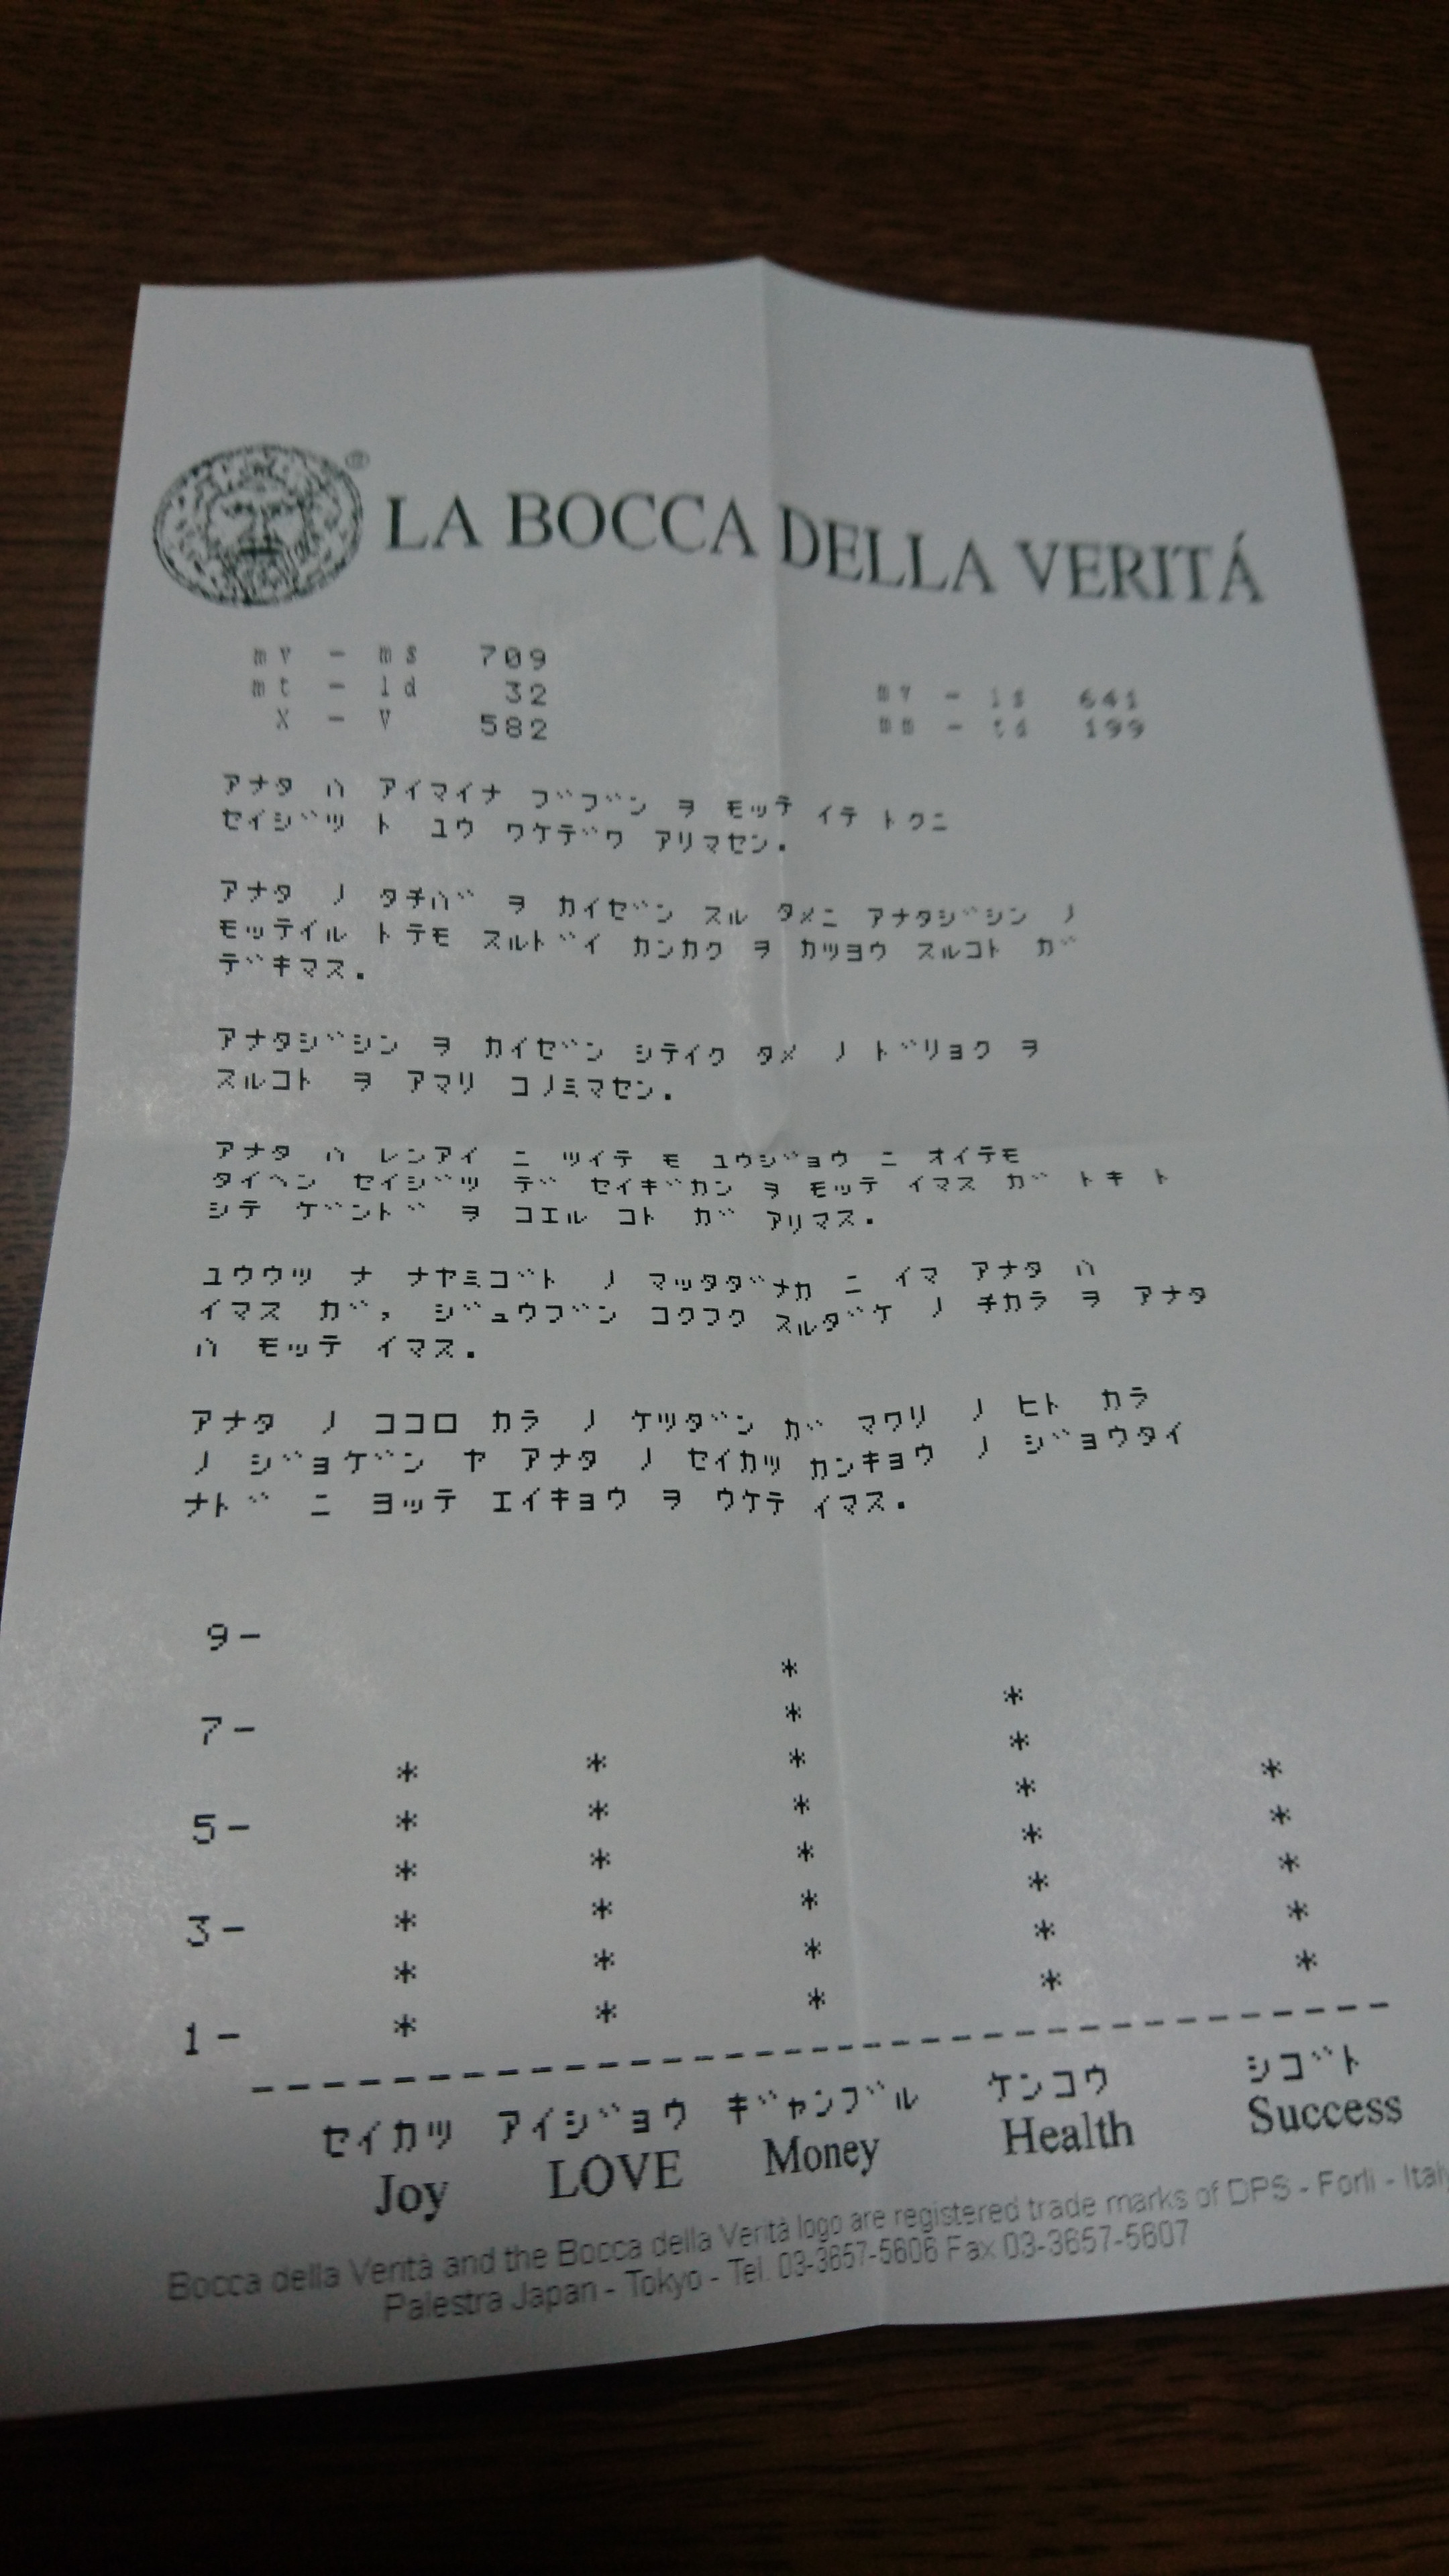 LA BOCCA DELLA VERITÁ
®
mv - ms 709
mt - ld 32
X - V 582
mv - is 641
mm - td 199
アナタ ハ アイマイナ ブブン ヲ モッテ イテ トクニ
セイジツ ト ユウ ワケデワ アリマセン.
アナタ ノ タチバ ヲ カイゼン スル タメニ アナタジシン ノ
モッテイル トテモ スルドイ カンカク ヲ カツヨウ スルコト ガ
デキマス.
アナタジシン ヲ カイゼン シテイク タメ ノ ドリョク ヲ
スルコト ヲ アマリ コノミマセン.
アナタ ハ レンアイ ニ ツイテ モ ユウジョウ ニ オイテモ
タイヘン セイジツ デ セイギカン ヲ モッテ イマス ガ トキ ト
シテ ゲンド ヲ コエル コト ガ アリマス.
ユウウツ ナ ナヤミゴト ノ マッタダナカ ニ イマ アナタ ハ
イマス ガ, ジュウブン コクフク スルダケ ノ チカラ ヲ アナタ
ハ モッテ イマス.
アナタ ノ ココロ カラ ノ ケツダン ガ マワリ ノ ヒト カラ
ノ ジョゲン ヤ アナタ ノ セイカツ カンキョウ ノ ジョウタイ
ナド ニ ヨッテ エイキョウ ヲ ウケテ イマス.
9-
7-
5-
3-
1-
セイカツ アイジョウ ギャンブル ケンコウ シゴト
Joy LOVE Money Health Success
Bocca della Verità and the Bocca della Verità logo are registered trade marks of DPS - Forlì - Italy
Palestra Japan - Tokyo - Tel. 03-3657-5606 Fax 03-3657-5607